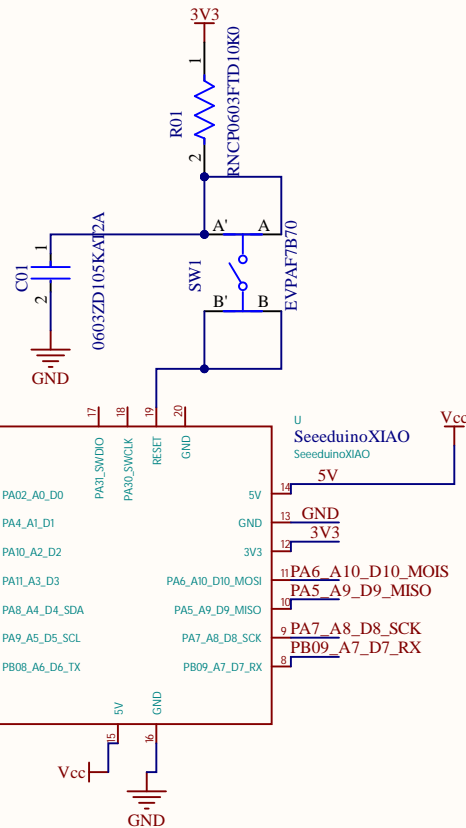 3V3
1
R01
RNCP0603FTD10K0
2
1
C01
2
0603ZD105KAT2A
GND
A' A
SW1
EVPAF7B70
B' B
17
18
19
20
PA31_SWDIO
PA30_SWCLK
RESET
GND
U
SeeeduinoXIAO
SeeeduinoXIAO
Vcc
PA02_A0_D0
5V 14 5V
PA4_A1_D1
GND 13 GND
PA10_A2_D2
3V3 12 3V3
PA11_A3_D3
PA6_A10_D10_MOSI 11 PA6_A10_D10_MOIS
PA8_A4_D4_SDA
PA5_A9_D9_MISO 10 PA5_A9_D9_MISO
PA9_A5_D5_SCL
PA7_A8_D8_SCK 9 PA7_A8_D8_SCK
PB08_A6_D6_TX
PB09_A7_D7_RX 8 PB09_A7_D7_RX
5V
GND
15
16
Vcc
GND